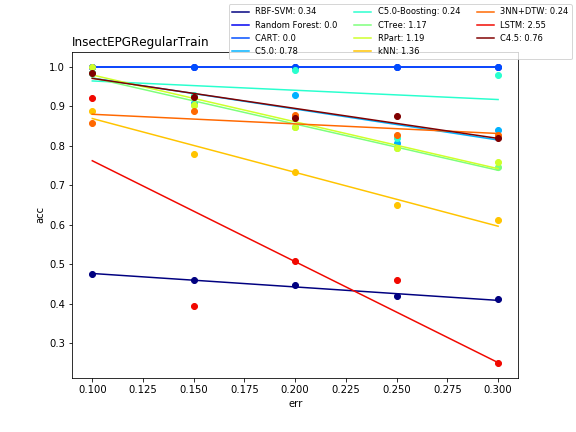 RBF-SVM: 0.34
Random Forest: 0.0
CART: 0.0
C5.0: 0.78
C5.0-Boosting: 0.24
CTree: 1.17
RPart: 1.19
kNN: 1.36
3NN+DTW: 0.24
LSTM: 2.55
C4.5: 0.76
InsectEPGRegularTrain
acc
1.0
0.9
0.8
0.7
0.6
0.5
0.4
0.3
0.100 0.125 0.150 0.175 0.200 0.225 0.250 0.275 0.300
err